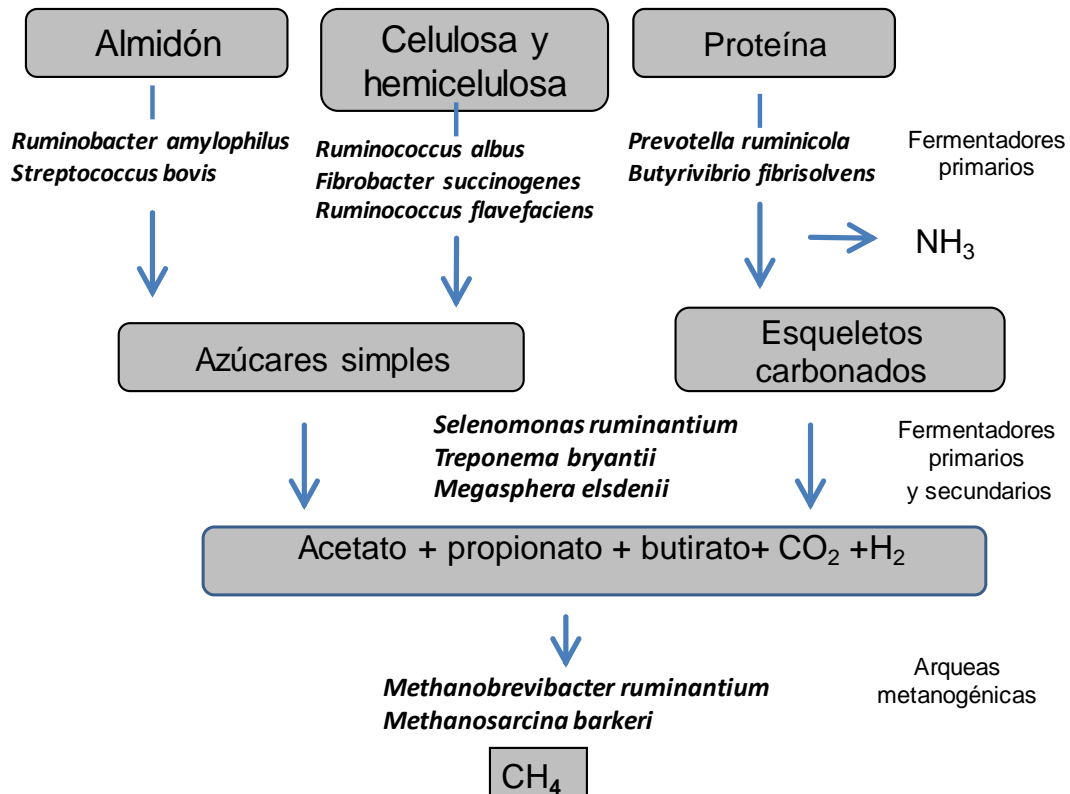 Almidón
Celulosa y
hemicelulosa
Proteína
Ruminobacter amylophilus
Streptococcus bovis
Ruminococcus albus
Fibrobacter succinogenes
Ruminococcus flavefaciens
Prevotella ruminicola
Butyrivibrio fibrisolvens
Fermentadores
primarios
NH₃
Azúcares simples
Esqueletos
carbonados
Selenomonas ruminantium
Treponema bryantii
Megasphera elsdenii
Fermentadores
primarios
y secundarios
Acetato + propionato + butirato+ CO₂ +H₂
Methanobrevibacter ruminantium
Methanosarcina barkeri
Arqueas
metanogénicas
CH₄